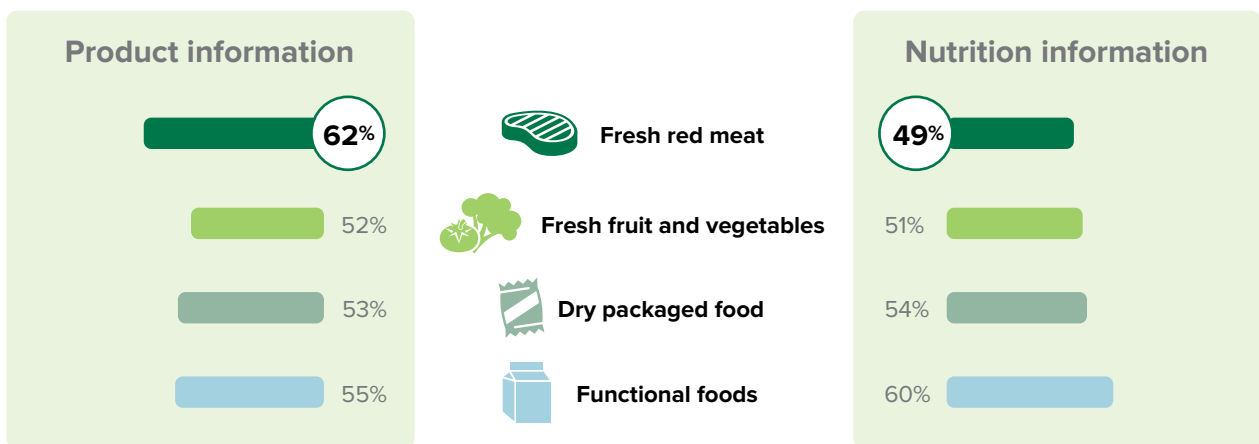 Product information
Nutrition information
62% Fresh red meat 49%
52% Fresh fruit and vegetables 51%
53% Dry packaged food 54%
55% Functional foods 60%